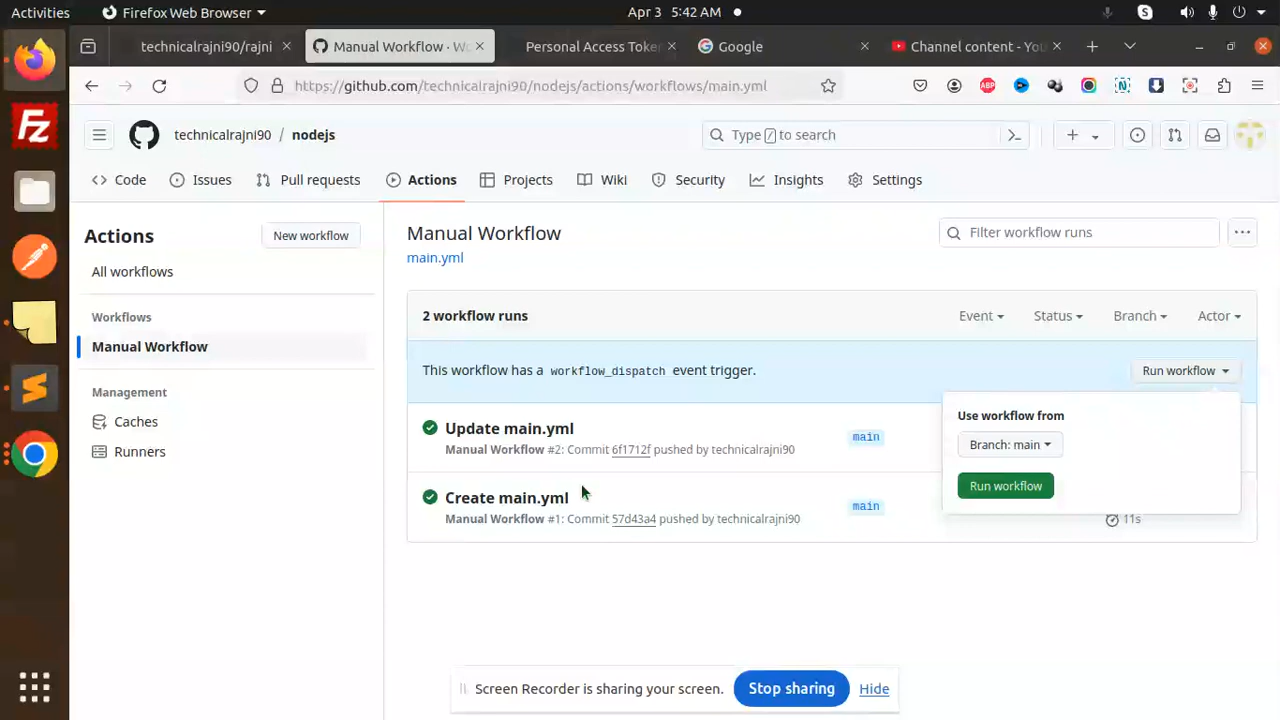 Activities
Firefox Web Browser
Apr 3 5:42 AM
technicalrajni90/rajni
Manual Workflow · Wo
Personal Access Token
Google
Channel content - You
https://github.com/technicalrajni90/nodejs/actions/workflows/main.yml
technicalrajni90 / nodejs
Type / to search
Code
Issues
Pull requests
Actions
Projects
Wiki
Security
Insights
Settings
Actions
New workflow
All workflows
Workflows
Manual Workflow
Management
Caches
Runners
Manual Workflow
main.yml
Filter workflow runs
2 workflow runs
Event
Status
Branch
Actor
This workflow has a workflow_dispatch event trigger.
Run workflow
Use workflow from
Branch: main
Run workflow
Update main.yml
Manual Workflow #2: Commit 6f1712f pushed by technicalrajni90
main
Create main.yml
Manual Workflow #1: Commit 57d43a4 pushed by technicalrajni90
main
11s
Screen Recorder is sharing your screen.
Stop sharing
Hide